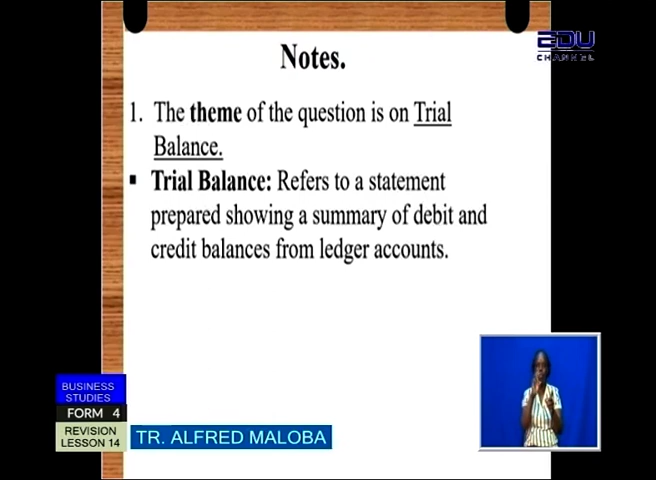 Notes.
EDU
CHANNEL
1. The theme of the question is on Trial
Balance.
▪ Trial Balance: Refers to a statement
prepared showing a summary of debit and
credit balances from ledger accounts.
BUSINESS
STUDIES
FORM 4
REVISION
LESSON 14
TR. ALFRED MALOBA